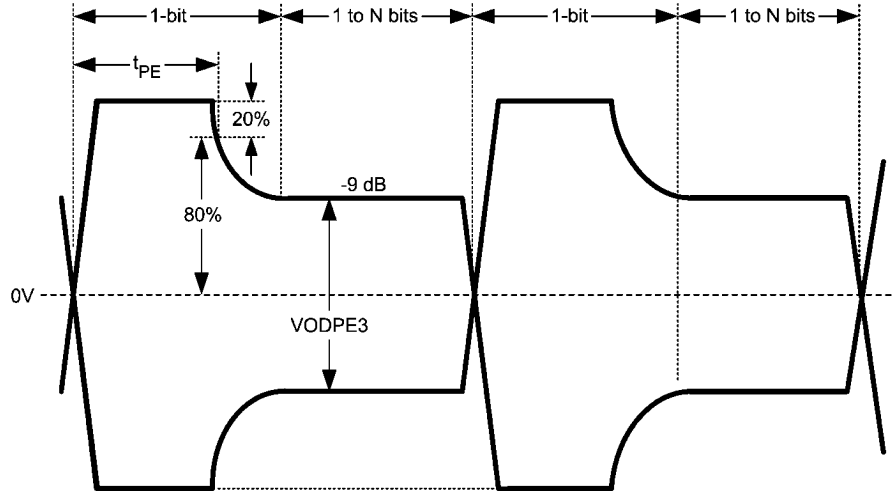 1-bit
1 to N bits
1-bit
1 to N bits
tPE
20%
-9 dB
80%
0V
VODPE3